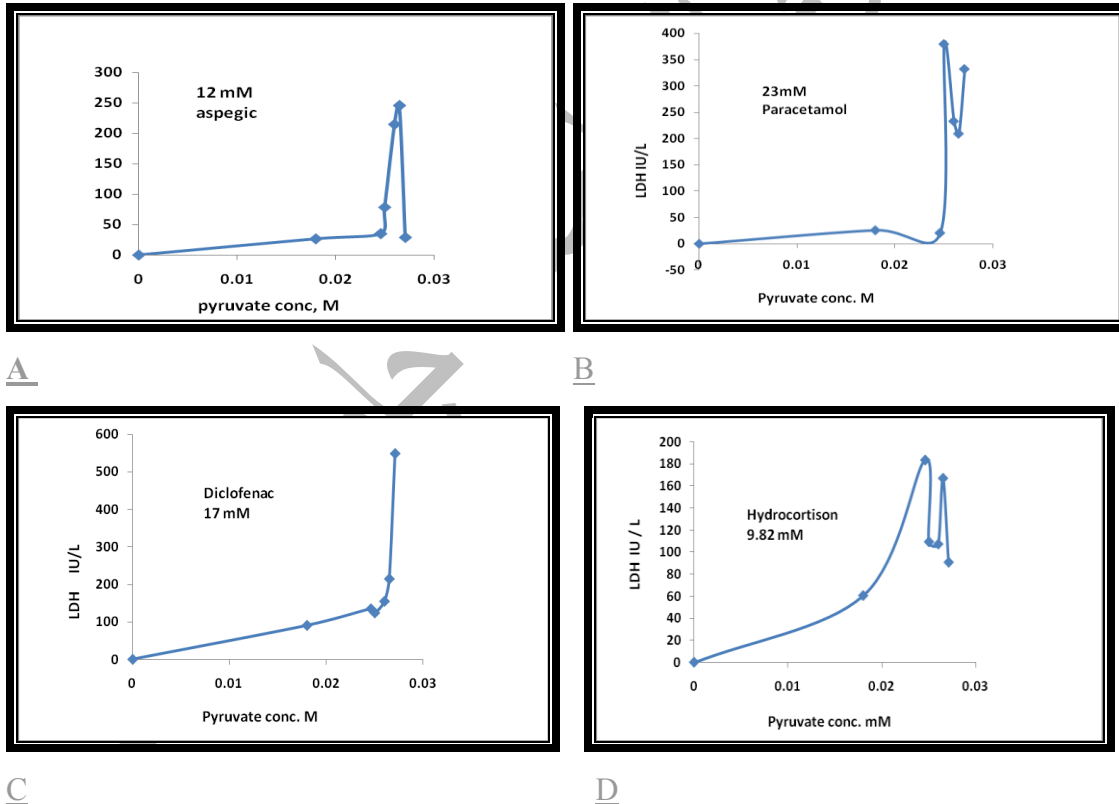 300
250
200
150
100
50
0
12 mM
aspegic
0 0.01 0.02 0.03
pyruvate conc, M
A
400
350
300
250
200
150
100
50
0
-50
LDH IU/L
23mM
Paracetamol
0 0.01 0.02 0.03
Pyruvate conc. M
B
600
500
400
300
200
100
0
LDH IU/L
Diclofenac
17 mM
0 0.01 0.02 0.03
Pyruvate conc. M
C
200
180
160
140
120
100
80
60
40
20
0
LDH IU / L
Hydrocortison
9.82 mM
0 0.01 0.02 0.03
Pyruvate conc. mM
D